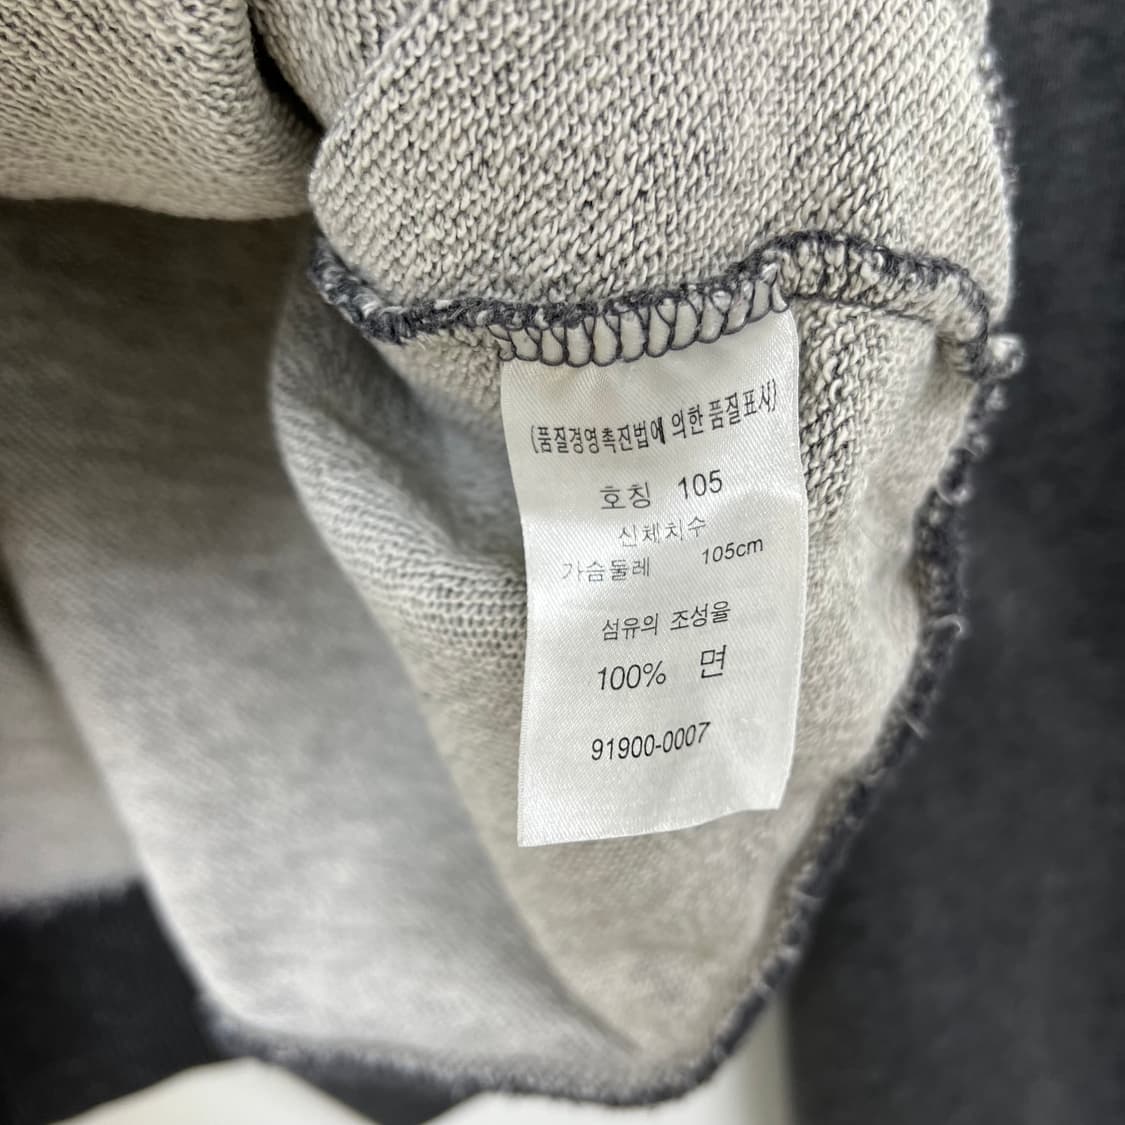 (품질경영촉진법에 의한 품질표시)
호칭 105
신체치수
가슴둘레 105cm
섬유의 조성율
100% 면
91900-0007